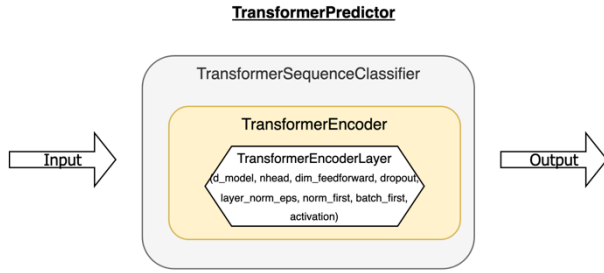 TransformerPredictor
TransformerSequenceClassifier
TransformerEncoder
TransformerEncoderLayer
(d_model, nhead, dim_feedforward, dropout,
layer_norm_eps, norm_first, batch_first,
activation)
Input
Output